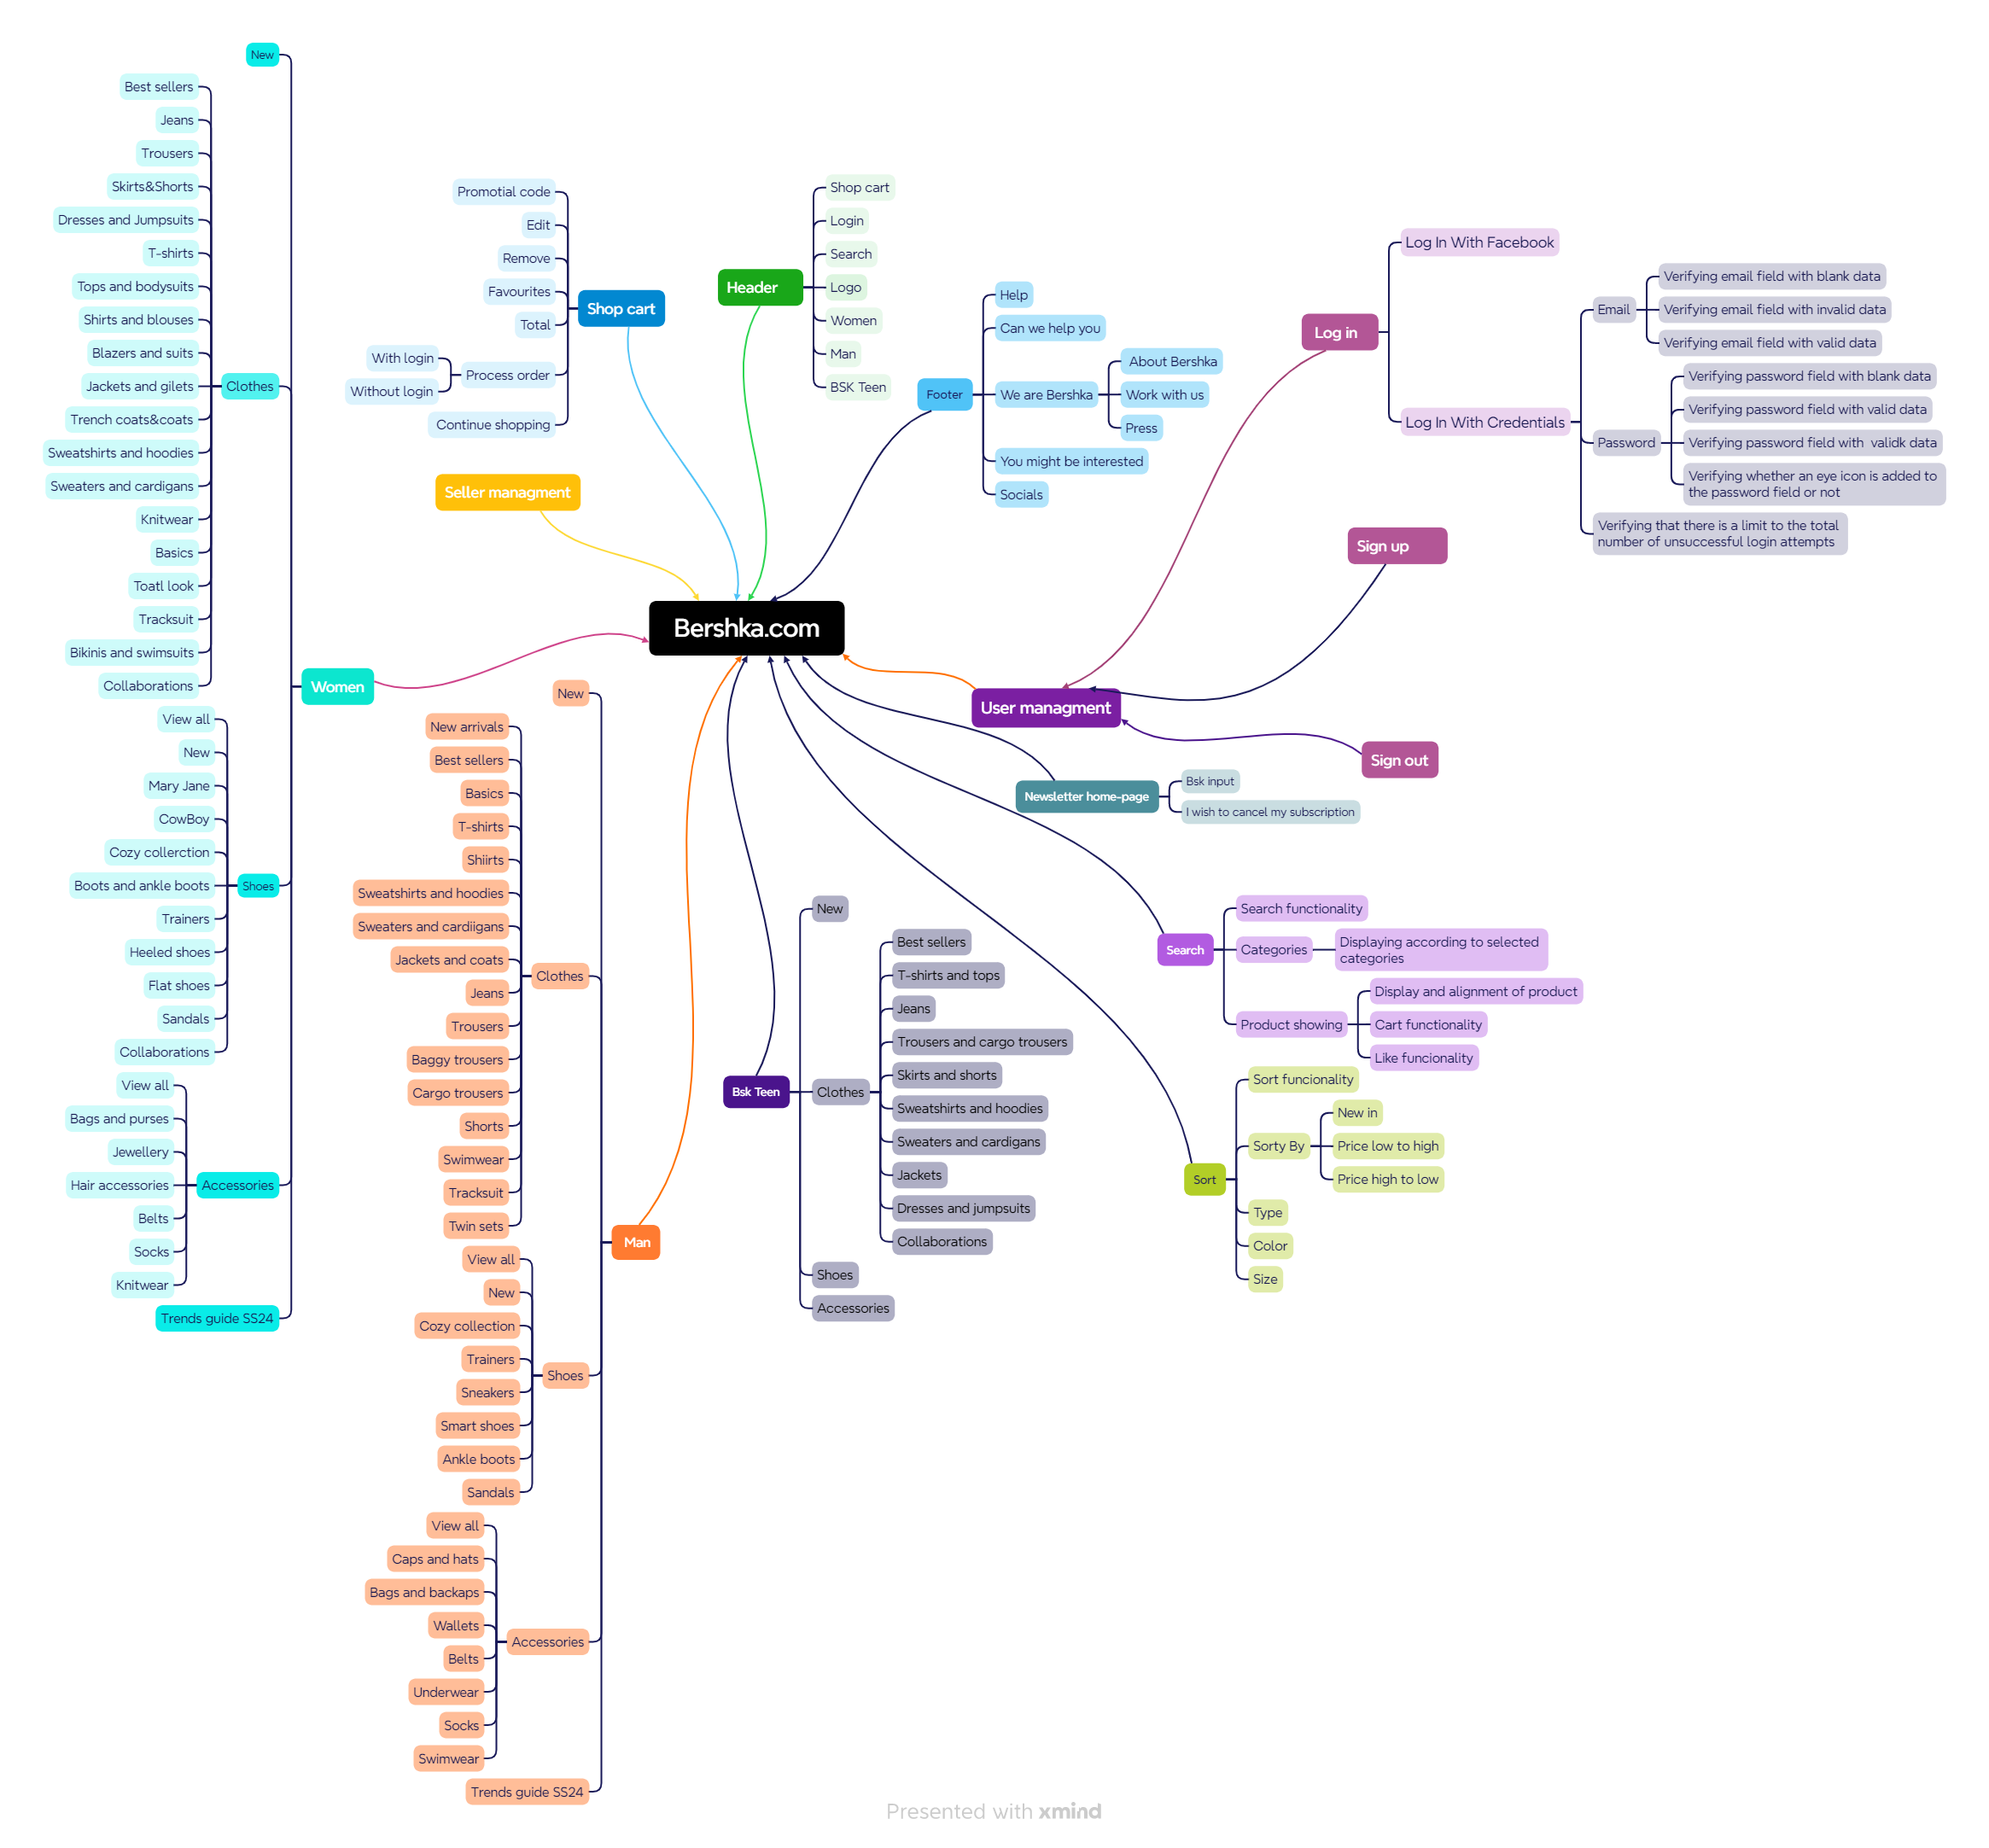 New
Best sellers
Jeans
Trousers
Skirts&Shorts
Dresses and Jumpsuits
T-shirts
Tops and bodysuits
Shirts and blouses
Blazers and suits
Jackets and gilets
Trench coats&coats
Sweatshirts and hoodies
Sweaters and cardigans
Knitwear
Basics
Toatl look
Tracksuit
Bikinis and swimsuits
Collaborations
Clothes
View all
New
Mary Jane
CowBoy
Cozy collerction
Boots and ankle boots
Trainers
Heeled shoes
Flat shoes
Sandals
Collaborations
Shoes
View all
Bags and purses
Jewellery
Hair accessories
Belts
Socks
Knitwear
Accessories
Trends guide SS24
Women
Promotial code
Edit
Remove
Favourites
Total
With login
Without login
Process order
Continue shopping
Shop cart
Seller managment
Header
Shop cart
Login
Search
Logo
Women
Man
BSK Teen
Footer
Help
Can we help you
We are Bershka
About Bershka
Work with us
Press
You might be interested
Socials
Bershka.com
Log in
Log In With Facebook
Log In With Credentials
Email
Verifying email field with blank data
Verifying email field with invalid data
Verifying email field with valid data
Password
Verifying password field with blank data
Verifying password field with valid data
Verifying password field with  validk data
Verifying whether an eye icon is added to
the password field or not
Verifying that there is a limit to the total
number of unsuccessful login attempts
Sign up
User managment
Sign out
Newsletter home-page
Bsk input
I wish to cancel my subscription
Search
Search functionality
Categories
Displaying according to selected
categories
Product showing
Display and alignment of product
Cart functionality
Like funcionality
Sort
Sort funcionality
Sorty By
New in
Price low to high
Price high to low
Type
Color
Size
Bsk Teen
New
Clothes
Best sellers
T-shirts and tops
Jeans
Trousers and cargo trousers
Skirts and shorts
Sweatshirts and hoodies
Sweaters and cardigans
Jackets
Dresses and jumpsuits
Collaborations
Shoes
Accessories
New
New arrivals
Best sellers
Basics
T-shirts
Shiirts
Sweatshirts and hoodies
Sweaters and cardiigans
Jackets and coats
Jeans
Trousers
Baggy trousers
Cargo trousers
Shorts
Swimwear
Tracksuit
Twin sets
Clothes
Man
View all
New
Cozy collection
Trainers
Sneakers
Smart shoes
Ankle boots
Sandals
Shoes
View all
Caps and hats
Bags and backaps
Wallets
Belts
Underwear
Socks
Swimwear
Accessories
Trends guide SS24
Presented with xmind